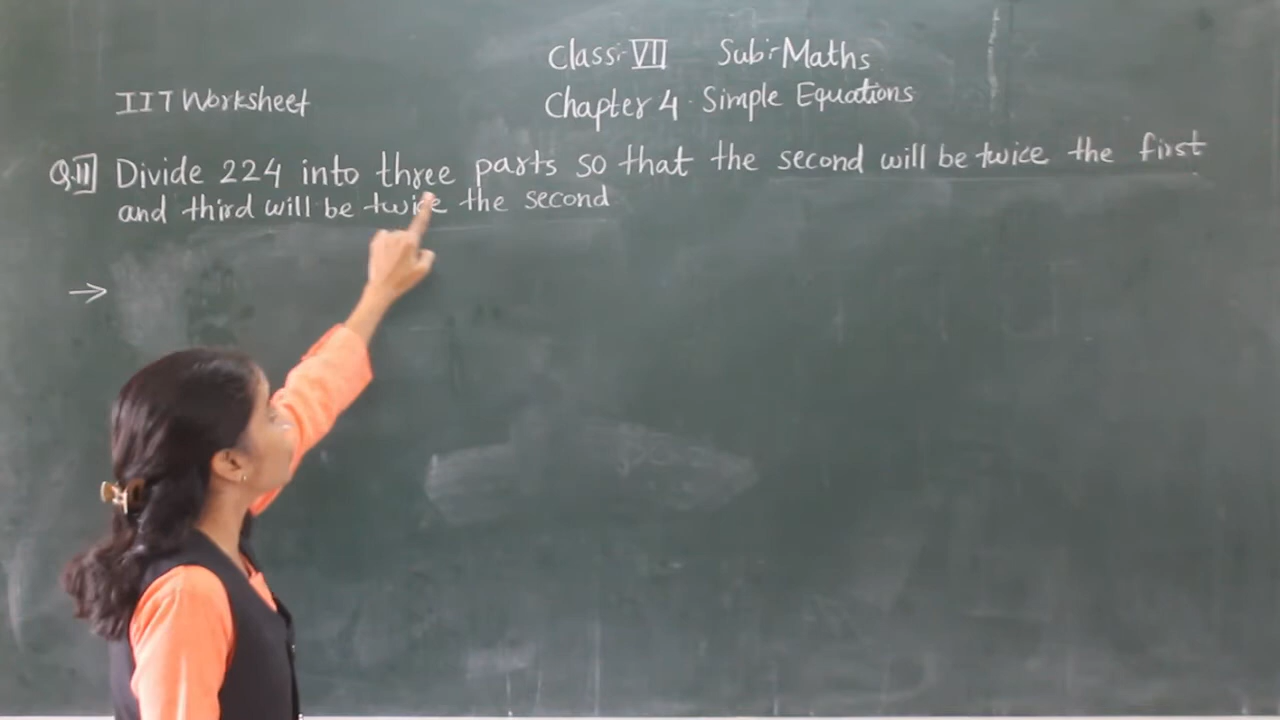 Class:- VII Sub:- Maths
IIT Worksheet
Chapter 4. Simple Equations
Q.11] Divide 224 into three parts so that the second will be twice the first
and third will be twice the second
→